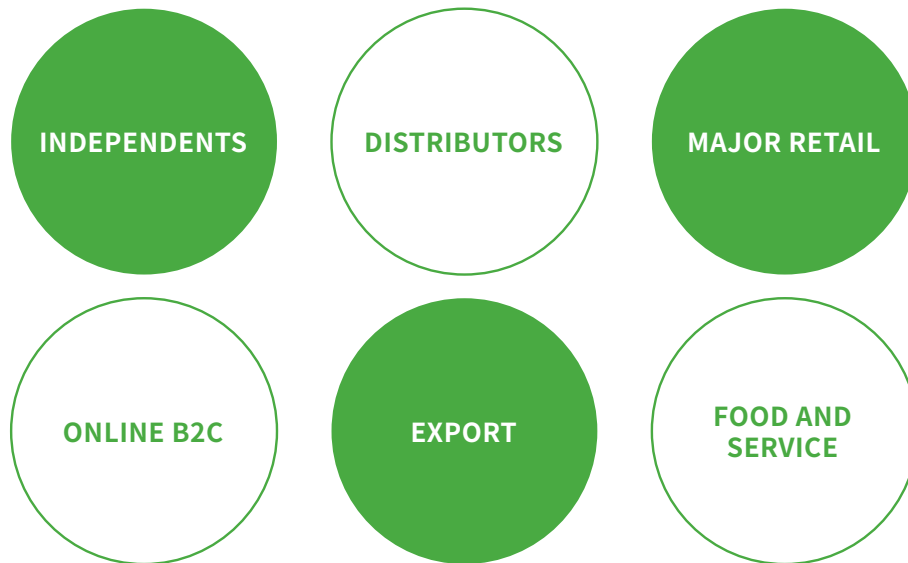 INDEPENDENTS
DISTRIBUTORS
MAJOR RETAIL
ONLINE B2C
EXPORT
FOOD AND
SERVICE